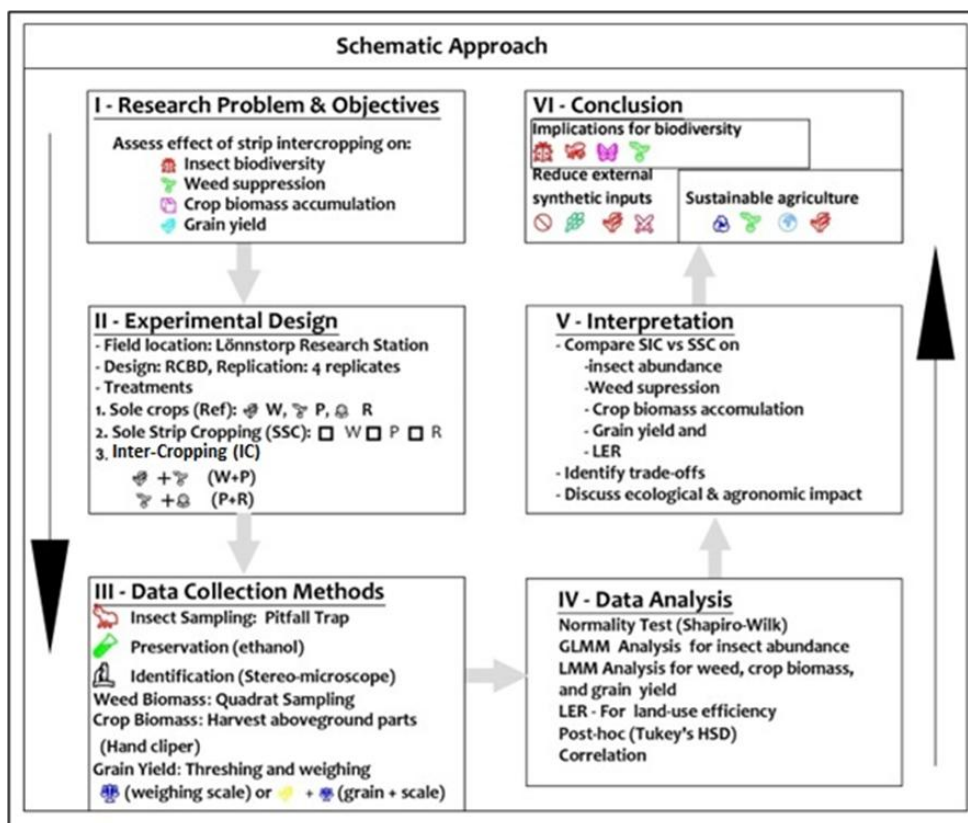 Schematic Approach
I - Research Problem & Objectives
Assess effect of strip intercropping on:
Insect biodiversity
Weed suppression
Crop biomass accumulation
Grain yield
II - Experimental Design
- Field location: Lönnstorp Research Station
- Design: RCBD, Replication: 4 replicates
- Treatments
1. Sole crops (Ref): W, P, R
2. Sole Strip Cropping (SSC): W P R
3. Inter-Cropping (IC)
+ (W+P)
+ (P+R)
III - Data Collection Methods
Insect Sampling: Pitfall Trap
Preservation (ethanol)
Identification (Stereo-microscope)
Weed Biomass: Quadrat Sampling
Crop Biomass: Harvest aboveground parts
(Hand cliper)
Grain Yield: Threshing and weighing
(weighing scale) or + (grain + scale)
IV - Data Analysis
Normality Test (Shapiro-Wilk)
GLMM Analysis for insect abundance
LMM Analysis for weed, crop biomass,
and grain yield
LER - For land-use efficiency
Post-hoc (Tukey's HSD)
Correlation
V - Interpretation
- Compare SIC vs SSC on
-insect abundance
-Weed supression
- Crop biomass accumulation
- Grain yield and
- LER
- Identify trade-offs
- Discuss ecological & agronomic impact
VI - Conclusion
Implications for biodiversity
Reduce external
synthetic inputs
Sustainable agriculture